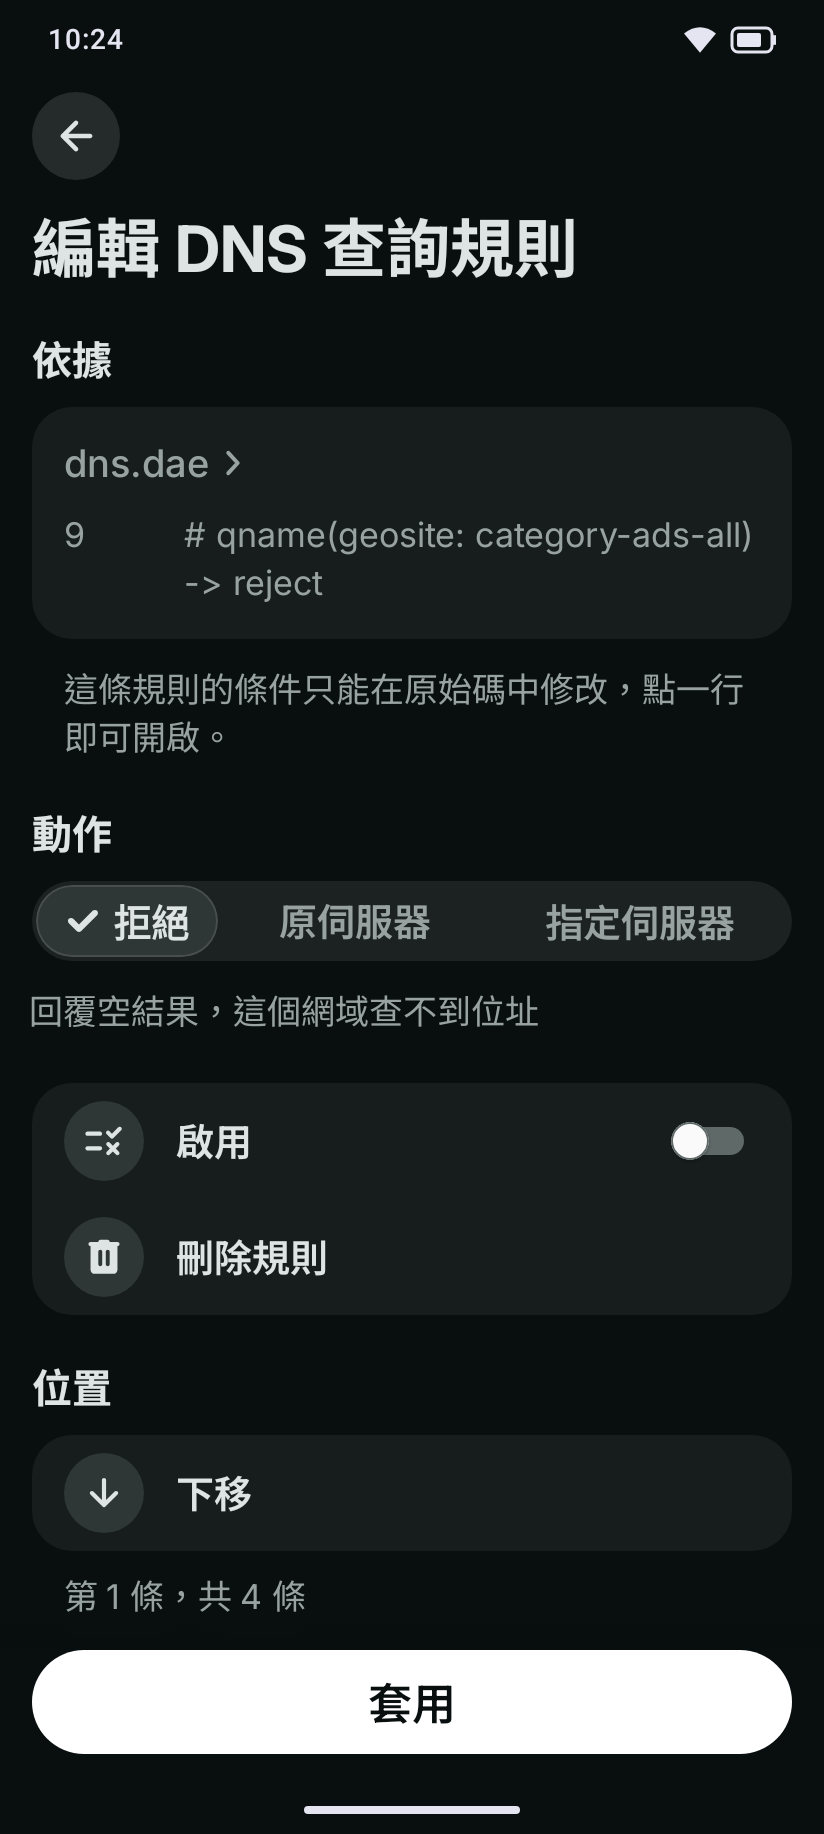 10:24
編輯 DNS 查詢規則
依據
dns.dae
9 # qname(geosite: category-ads-all)
-> reject
這條規則的條件只能在原始碼中修改，點一行
即可開啟。
動作
拒絕 原伺服器 指定伺服器
回覆空結果，這個網域查不到位址
啟用
刪除規則
位置
下移
第 1 條，共 4 條
套用